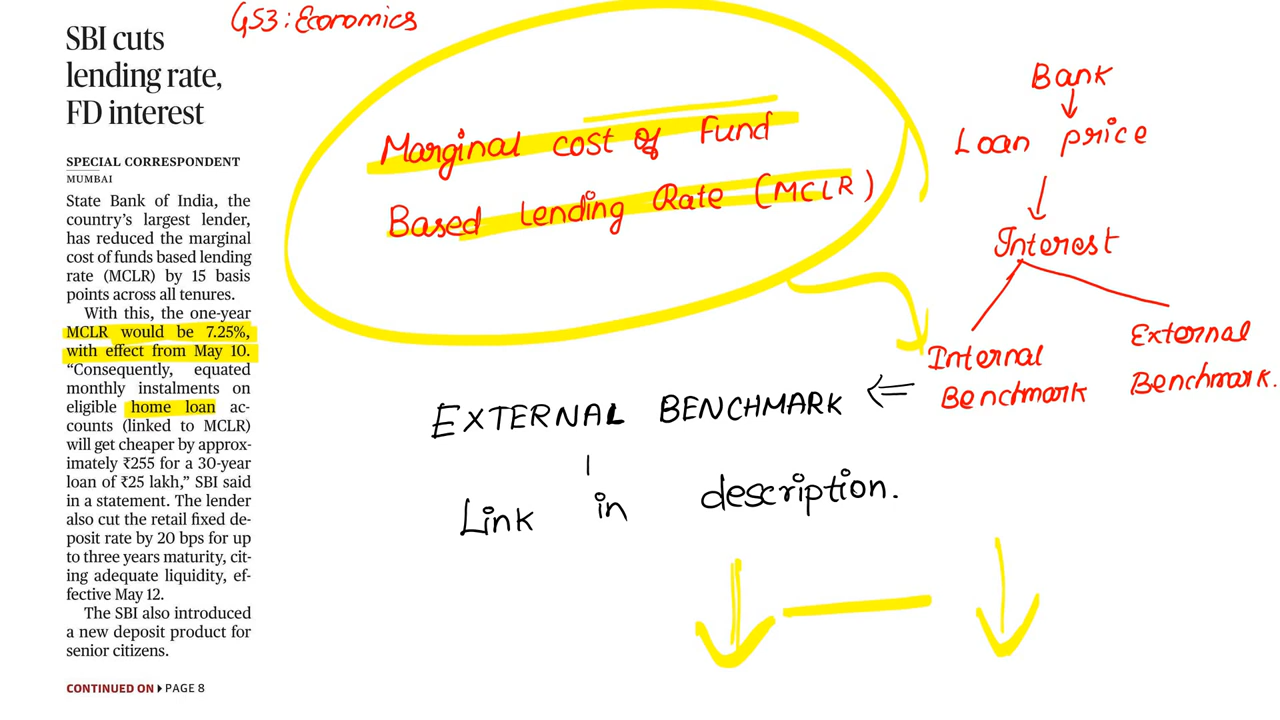 GS3: Economics
SBI cuts
lending rate,
FD interest
SPECIAL CORRESPONDENT
MUMBAI
State Bank of India, the
country's largest lender,
has reduced the marginal
cost of funds based lending
rate (MCLR) by 15 basis
points across all tenures.
With this, the one-year
MCLR would be 7.25%,
with effect from May 10.
"Consequently, equated
monthly instalments on
eligible home loan ac-
counts (linked to MCLR)
will get cheaper by approx-
imately ₹255 for a 30-year
loan of ₹25 lakh," SBI said
in a statement. The lender
also cut the retail fixed de-
posit rate by 20 bps for up
to three years maturity, cit-
ing adequate liquidity, ef-
fective May 12.
The SBI also introduced
a new deposit product for
senior citizens.
CONTINUED ON PAGE 8
Marginal cost of Fund
Based lending Rate (MCLR)
Bank
Loan price
Interest
Internal
Benchmark
External
Benchmark.
EXTERNAL BENCHMARK
Link in description.